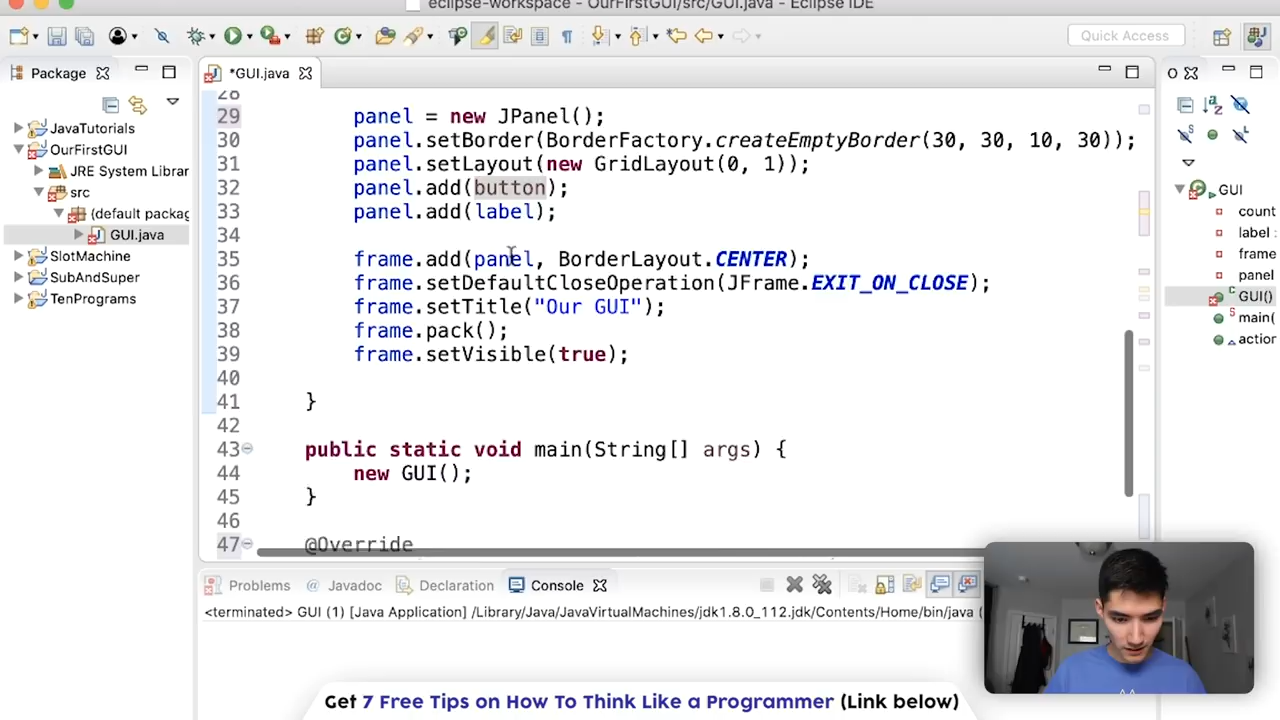 eclipse-workspace - OurFirstGUI/src/GUI.java - Eclipse IDE
Quick Access
Package
*GUI.java
O
JavaTutorials
OurFirstGUI
JRE System Librar
src
(default packag
GUI.java
SlotMachine
SubAndSuper
TenPrograms
28
29 panel = new JPanel();
30 panel.setBorder(BorderFactory.createEmptyBorder(30, 30, 10, 30));
31 panel.setLayout(new GridLayout(0, 1));
32 panel.add(button);
33 panel.add(label);
34
35 frame.add(panel, BorderLayout.CENTER);
36 frame.setDefaultCloseOperation(JFrame.EXIT_ON_CLOSE);
37 frame.setTitle("Our GUI");
38 frame.pack();
39 frame.setVisible(true);
40
41 }
42
43 public static void main(String[] args) {
44 new GUI();
45 }
46
47 @Override
GUI
count
label :
frame
panel
GUI()
main(
action
Problems @ Javadoc Declaration Console
<terminated> GUI (1) [Java Application] /Library/Java/JavaVirtualMachines/jdk1.8.0_112.jdk/Contents/Home/bin/java (
Get 7 Free Tips on How To Think Like a Programmer (Link below)